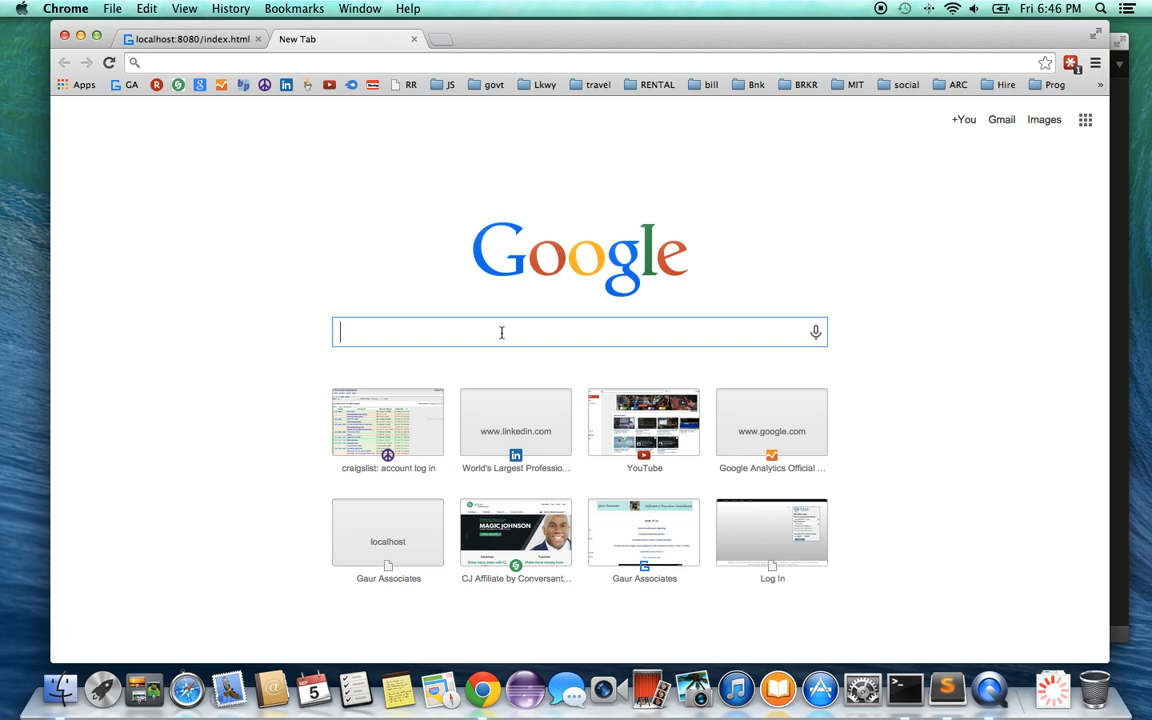 Chrome File Edit View History Bookmarks Window Help Fri 6:46 PM
localhost:8080/index.html New Tab
Apps GA RR JS govt Lkwy travel RENTAL bill Bnk BRKR MIT social ARC Hire Prog »
+You Gmail Images
Google
www.linkedin.com www.google.com
craigslist: account log in World's Largest Professio... YouTube Google Analytics Official ...
localhost MAGIC JOHNSON
Gaur Associates CJ Affiliate by Conversant... Gaur Associates Log In